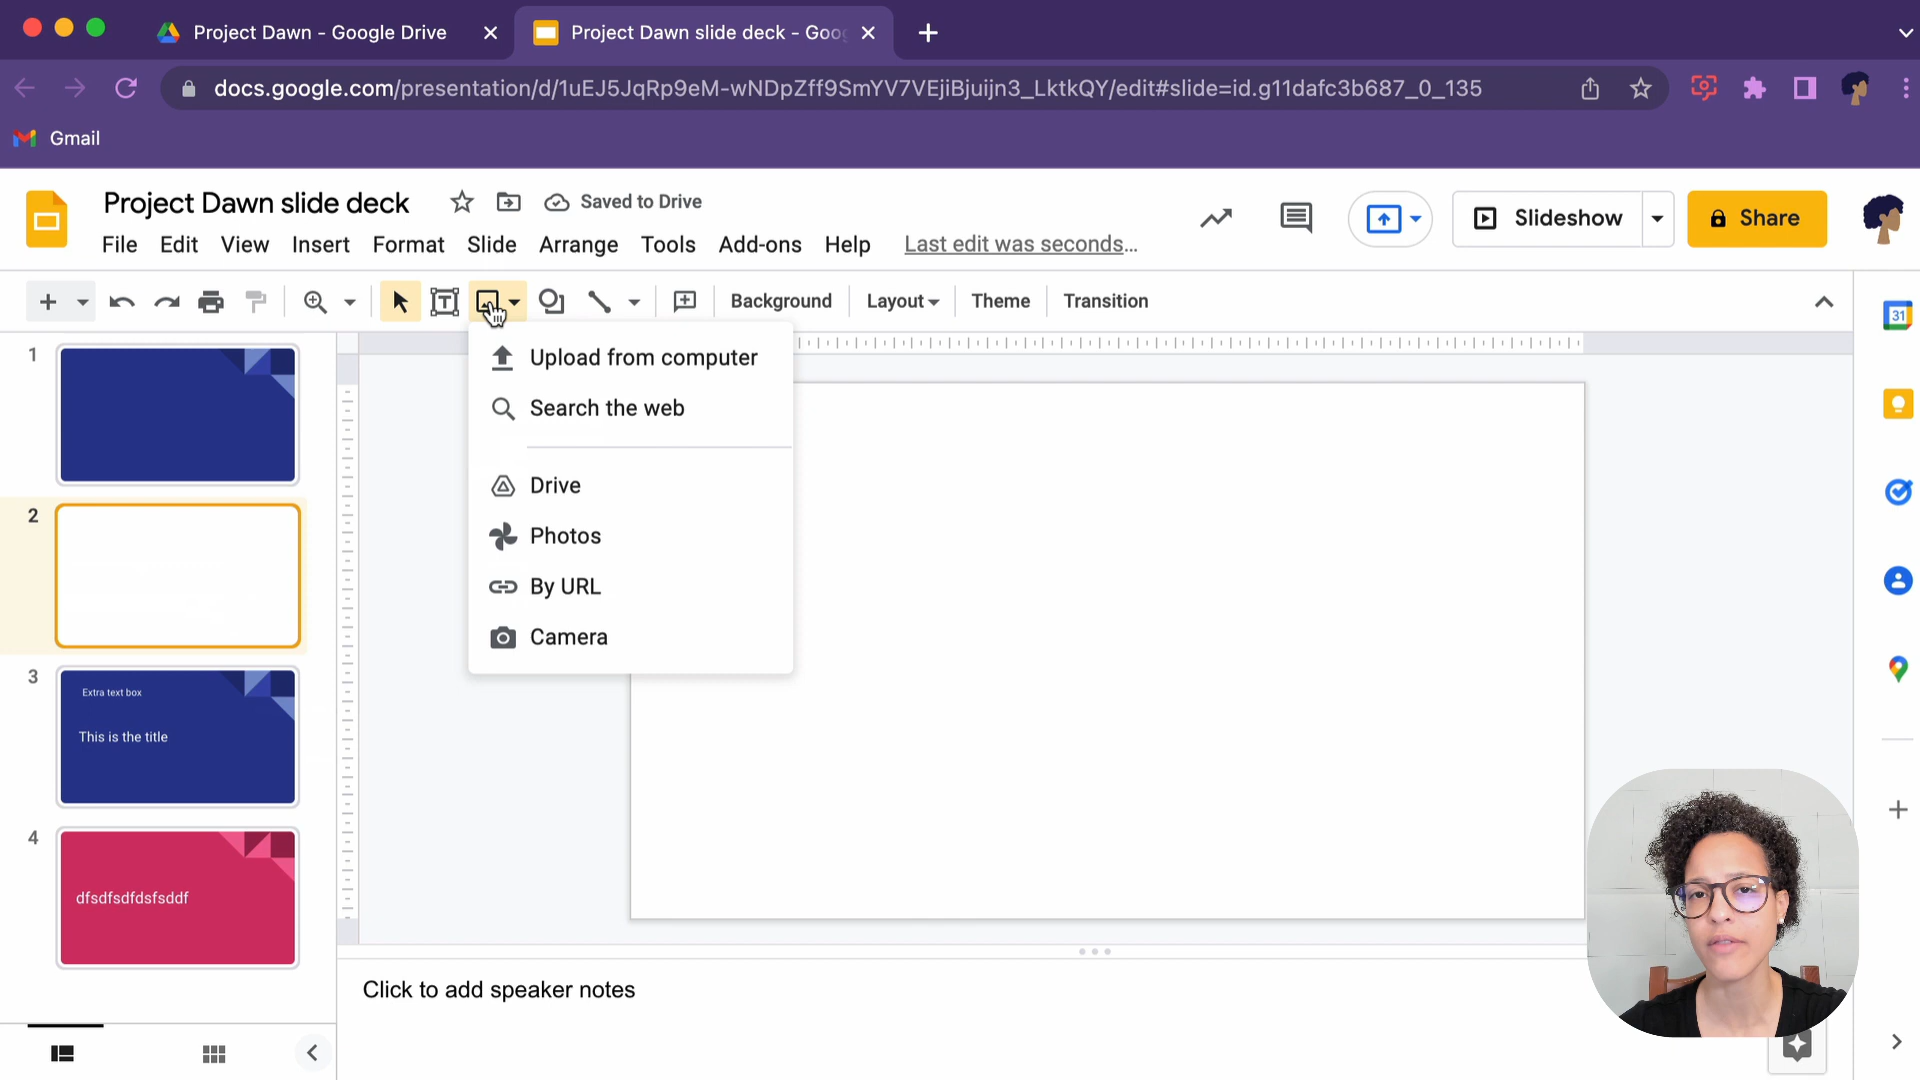 Project Dawn - Google Drive
Project Dawn slide deck - Goo
docs.google.com/presentation/d/1uEJ5JqRp9eM-wNDpZff9SmYV7VEjiBjuijn3_LktkQY/edit#slide=id.g11dafc3b687_0_135
Gmail
Project Dawn slide deck
Saved to Drive
File Edit View Insert Format Slide Arrange Tools Add-ons Help Last edit was seconds…
Slideshow
Share
Background Layout Theme Transition
31
Upload from computer
Search the web
Drive
Photos
By URL
Camera
1
2
3
Extra text box
This is the title
4
dfsdfsdfdsfsddf
Click to add speaker notes